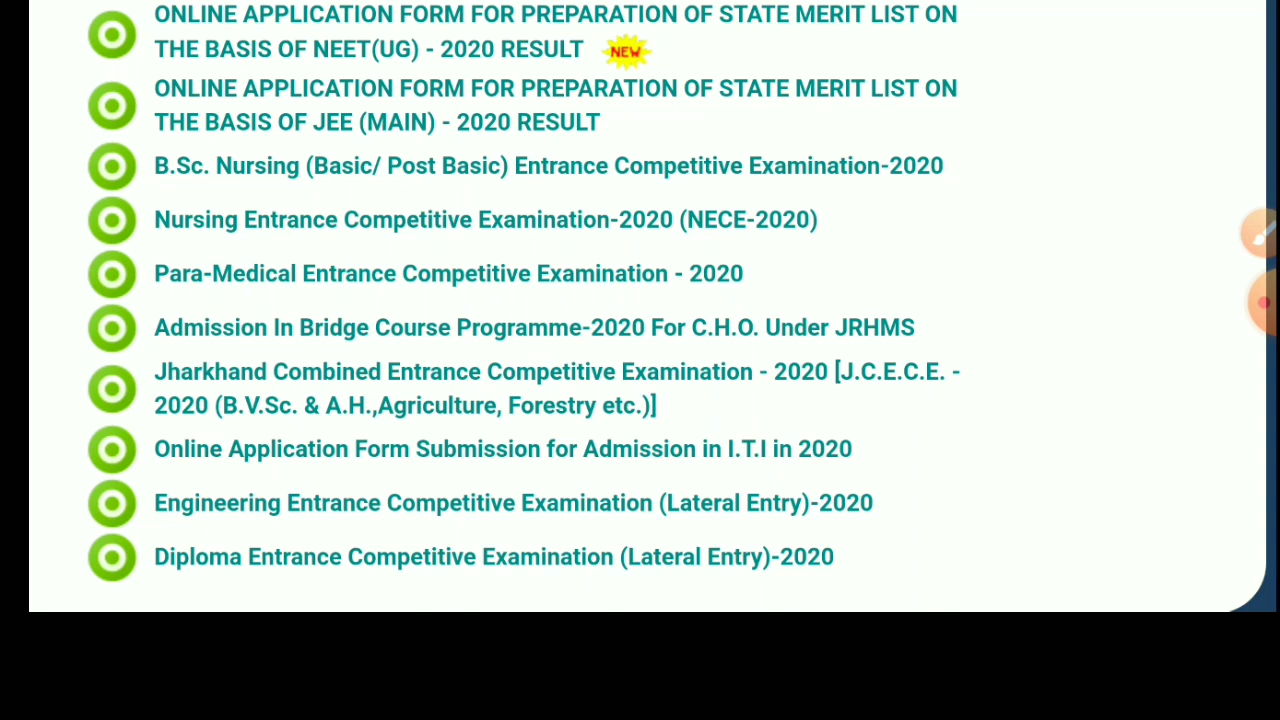 ONLINE APPLICATION FORM FOR PREPARATION OF STATE MERIT LIST ON
THE BASIS OF NEET(UG) - 2020 RESULT NEW
ONLINE APPLICATION FORM FOR PREPARATION OF STATE MERIT LIST ON
THE BASIS OF JEE (MAIN) - 2020 RESULT
B.Sc. Nursing (Basic/ Post Basic) Entrance Competitive Examination-2020
Nursing Entrance Competitive Examination-2020 (NECE-2020)
Para-Medical Entrance Competitive Examination - 2020
Admission In Bridge Course Programme-2020 For C.H.O. Under JRHMS
Jharkhand Combined Entrance Competitive Examination - 2020 [J.C.E.C.E. -
2020 (B.V.Sc. & A.H.,Agriculture, Forestry etc.)]
Online Application Form Submission for Admission in I.T.I in 2020
Engineering Entrance Competitive Examination (Lateral Entry)-2020
Diploma Entrance Competitive Examination (Lateral Entry)-2020